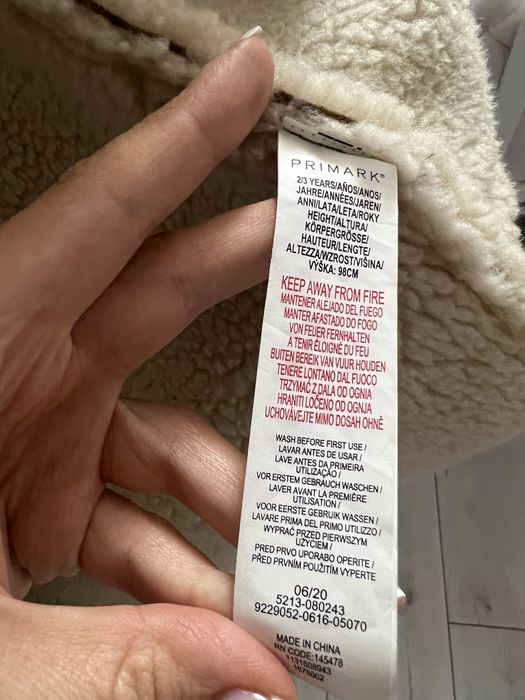 PRIMARK®
2/3 YEARS/AÑOS/ANOS/
JAHRE/ANNÉES/JAREN/
ANNI/LATA/LETA/ROKY
HEIGHT/ALTURA/
KÖRPERGRÖSSE/
HAUTEUR/LENGTE/
ALTEZZA/WZROST/VIŠINA/
VÝŠKA: 98CM
KEEP AWAY FROM FIRE
MANTENER ALEJADO DEL FUEGO
MANTER AFASTADO DO FOGO
VON FEUER FERNHALTEN
A TENIR ÉLOIGNÉ DU FEU
BUITEN BEREIK VAN VUUR HOUDEN
TENERE LONTANO DAL FUOCO
TRZYMAĆ Z DALA OD OGNIA
HRANITI LOČENO OD OGNJA
UCHOVÁVEJTE MIMO DOSAH OHNĚ
WASH BEFORE FIRST USE /
LAVAR ANTES DE USAR /
LAVE ANTES DA PRIMEIRA
UTILIZAÇÃO /
VOR ERSTEM GEBRAUCH WASCHEN /
LAVER AVANT LA PREMIÈRE
UTILISATION /
VOOR EERSTE GEBRUIK WASSEN /
LAVARE PRIMA DEL PRIMO UTILIZZO /
WYPRAĆ PRZED PIERWSZYM
UŻYCIEM /
PRED PRVO UPORABO OPERITE /
PŘED PRVNÍM POUŽITÍM VYPERTE
06/20
5213-080243
9229052-0616-05070
MADE IN CHINA
RN CODE:145478
1131608943
1076002